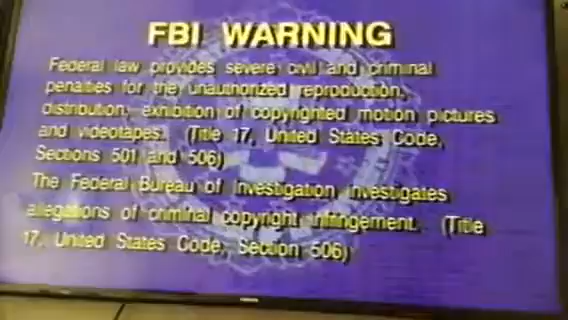 FBI WARNING
Federal law provides severe civil and criminal
penalties for the unauthorized reproduction,
distribution, exhibition of copyrighted motion pictures
and videotapes. (Title 17, United States Code,
Sections 501 and 506)
The Federal Bureau of Investigation investigates
allegations of criminal copyright infringement. (Title
17, United States Code, Section 506)